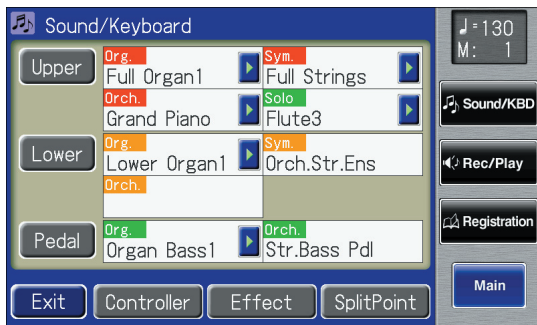 Sound/Keyboard
♩=130
M: 1
Upper
Org.
Full Organ1
Sym.
Full Strings
Orch.
Grand Piano
Solo
Flute3
Lower
Org.
Lower Organ1
Sym.
Orch.Str.Ens
Orch.
Pedal
Org.
Organ Bass1
Orch.
Str.Bass Pdl
Exit
Controller
Effect
SplitPoint
Sound/KBD
Rec/Play
Registration
Main